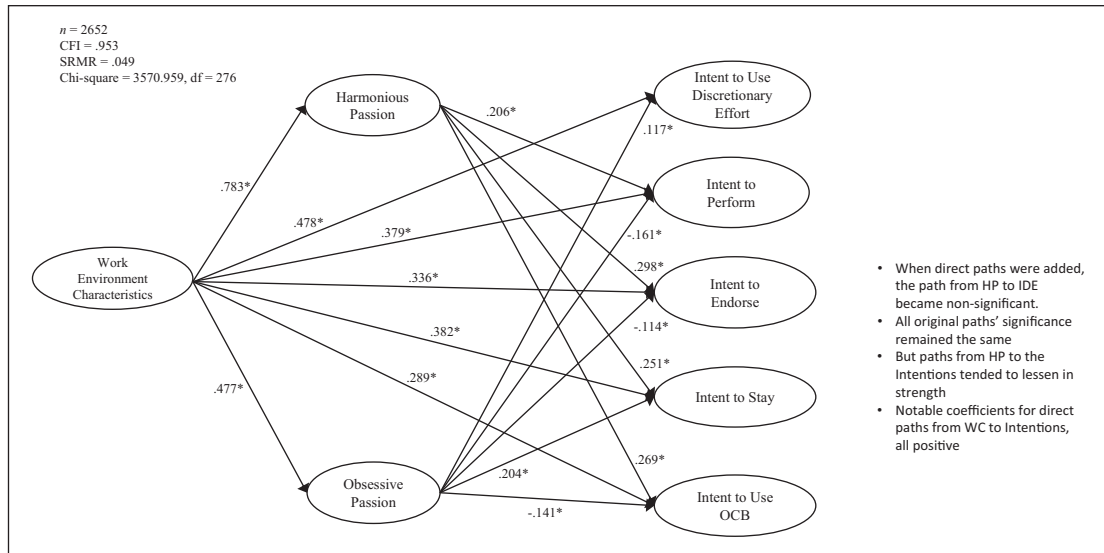 n = 2652
CFI = .953
SRMR = .049
Chi-square = 3570.959, df = 276
Harmonious
Passion
Intent to Use
Discretionary
Effort
.206*
.117*
Intent to
Perform
.783*
.478*
.379*
-.161*
Work
Environment
Characteristics
.336*
.298*
Intent to
Endorse
-.114*
.382*
.251*
.477*
.289*
Intent to Stay
.269*
.204*
Obsessive
Passion
-.141*
Intent to Use
OCB
• When direct paths were added,
the path from HP to IDE
became non-significant.
• All original paths’ significance
remained the same
• But paths from HP to the
Intentions tended to lessen in
strength
• Notable coefficients for direct
paths from WC to Intentions,
all positive